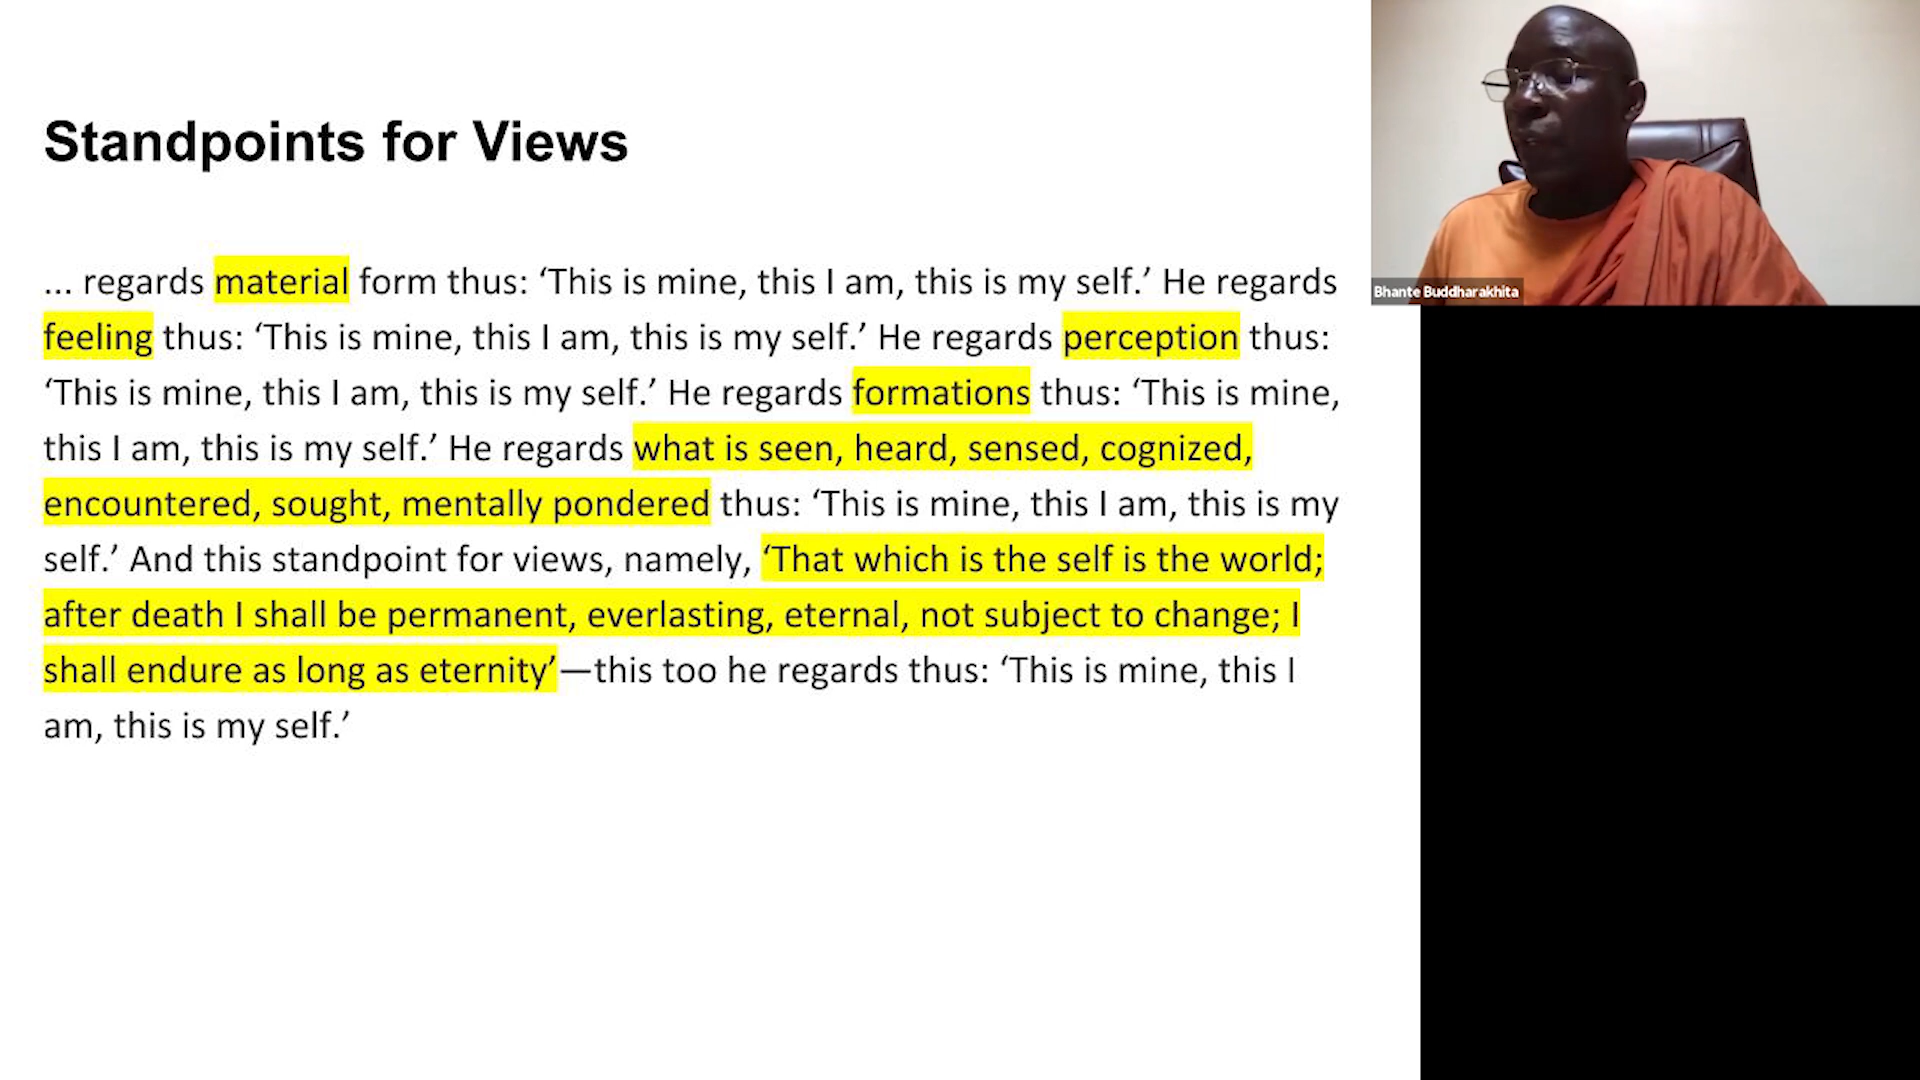 Standpoints for Views
... regards material form thus: ‘This is mine, this I am, this is my self.’ He regards
feeling thus: ‘This is mine, this I am, this is my self.’ He regards perception thus:
‘This is mine, this I am, this is my self.’ He regards formations thus: ‘This is mine,
this I am, this is my self.’ He regards what is seen, heard, sensed, cognized,
encountered, sought, mentally pondered thus: ‘This is mine, this I am, this is my
self.’ And this standpoint for views, namely, ‘That which is the self is the world;
after death I shall be permanent, everlasting, eternal, not subject to change; I
shall endure as long as eternity’—this too he regards thus: ‘This is mine, this I
am, this is my self.’
Bhante Buddharakhita